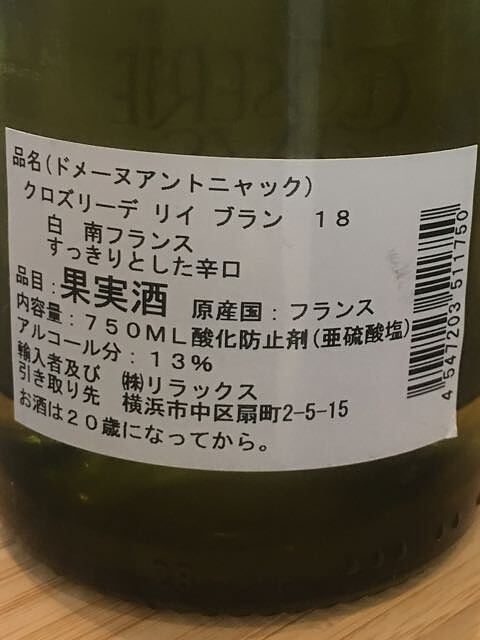 品名(ドメーヌアントニャック)
クロズリーデ リイ ブラン 18
白 南フランス
すっきりとした辛口
品目:果実酒 原産国:フランス
内容量:750ML酸化防止剤(亜硫酸塩)
アルコール分:13%
輸入者及び ㈱リラックス
引き取り先 横浜市中区扇町2-5-15
お酒は20歳になってから。
4 547203 511750